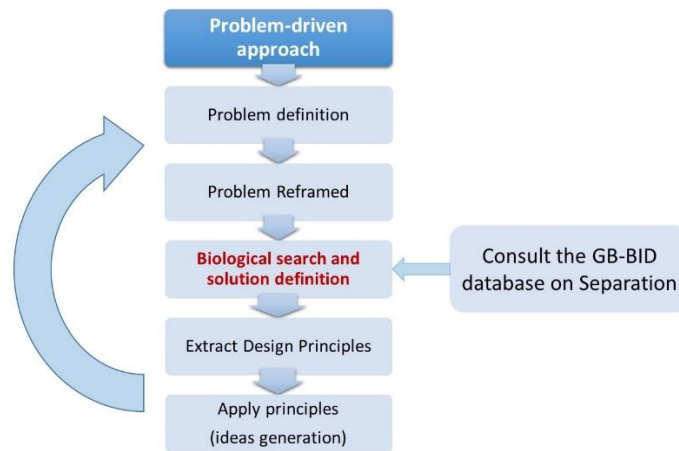 Problem-driven
approach
Problem definition
Problem Reframed
Biological search and
solution definition
Consult the GB-BID
database on Separation
Extract Design Principles
Apply principles
(ideas generation)